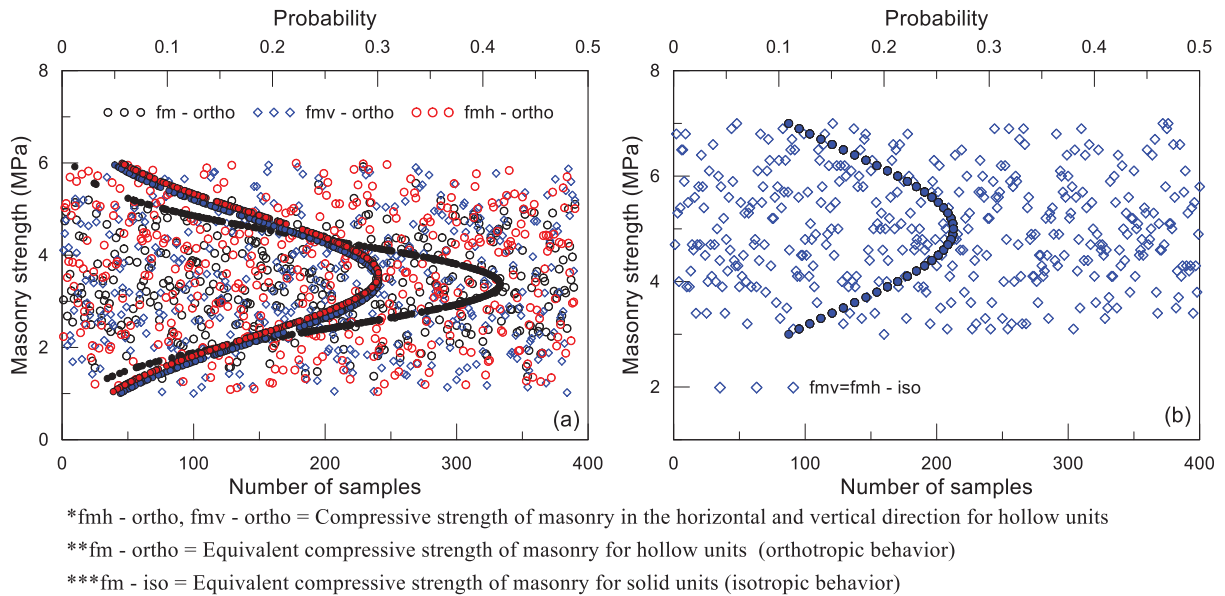 Probability
0 0.1 0.2 0.3 0.4 0.5
8
6
4
2
0
Masonry strength (MPa)
fm - ortho fmv - ortho fmh - ortho
(a)
0 100 200 300 400
Number of samples
Probability
0 0.1 0.2 0.3 0.4 0.5
8
6
4
2
Masonry strength (MPa)
fmv=fmh - iso
(b)
0 100 200 300 400
Number of samples
*fmh - ortho, fmv - ortho = Compressive strength of masonry in the horizontal and vertical direction for hollow units
**fm - ortho = Equivalent compressive strength of masonry for hollow units (orthotropic behavior)
***fm - iso = Equivalent compressive strength of masonry for solid units (isotropic behavior)